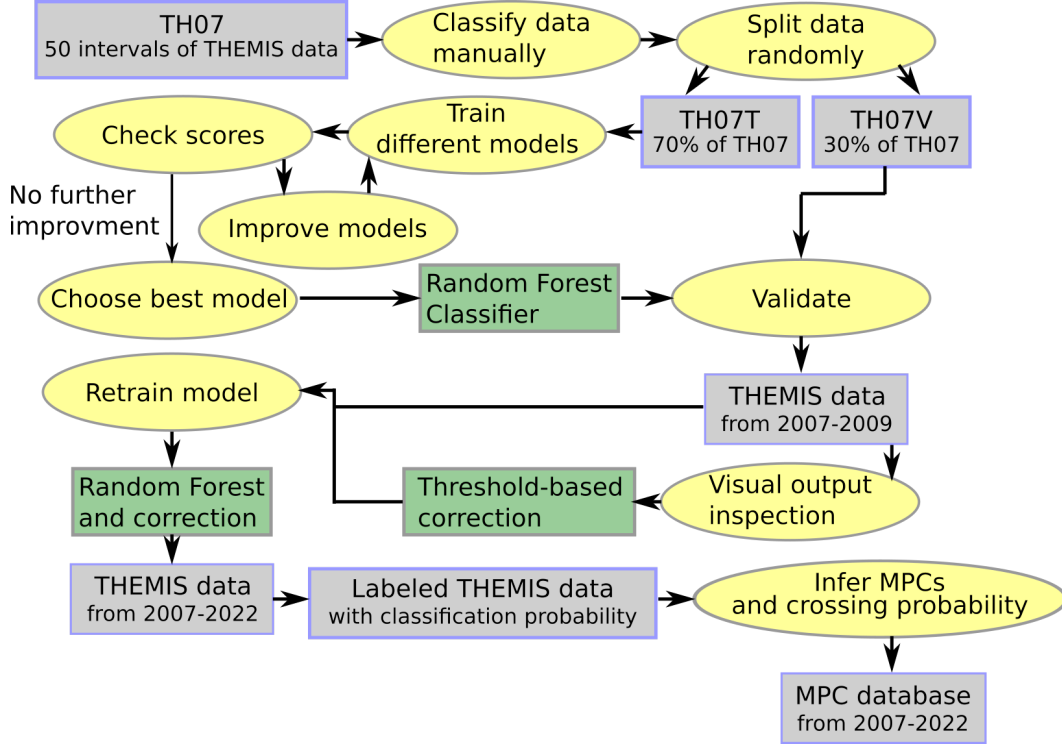 TH07
50 intervals of THEMIS data
Classify data
manually
Split data
randomly
TH07T
70% of TH07
TH07V
30% of TH07
Train
different models
Check scores
No further
improvment
Improve models
Choose best model
Random Forest
Classifier
Validate
THEMIS data
from 2007-2009
Retrain model
Visual output
inspection
Threshold-based
correction
Random Forest
and correction
THEMIS data
from 2007-2022
Labeled THEMIS data
with classification probability
Infer MPCs
and crossing probability
MPC database
from 2007-2022